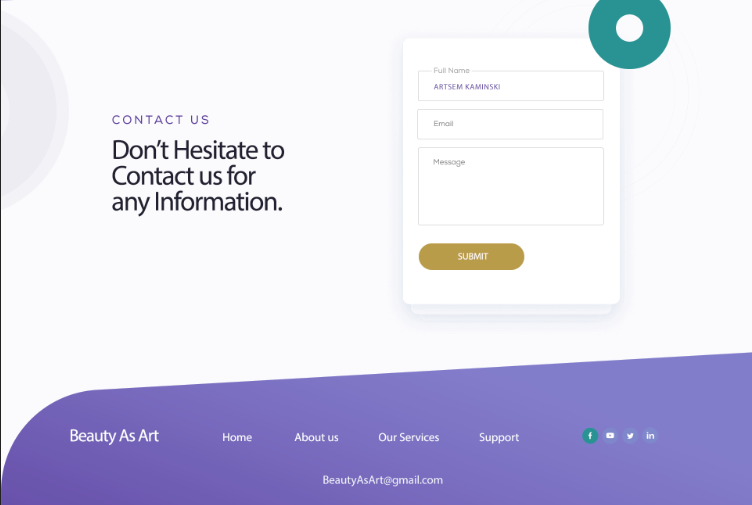 CONTACT US
Don't Hesitate to
Contact us for
any Information.
Full Name
ARTSEM KAMINSKI
Email
Message
SUBMIT
Beauty As Art
Home
About us
Our Services
Support
BeautyAsArt@gmail.com